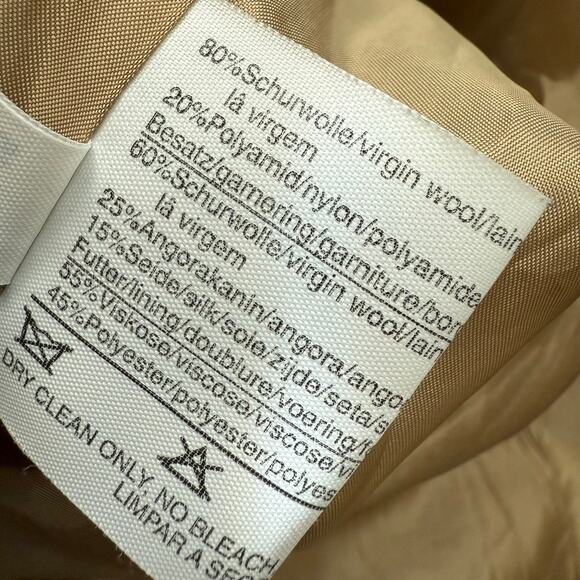 80%Schurwolle/virgin wool/lain
lã virgem
20%Polyamid/nylon/polyamide
Besatz/garnering/garniture/bor
60%Schurwolle/virgin wool/lain
lã virgem
25%Angorakanin/angora/ango
15%Seide/silk/soie/zijde/seta/s
Futter/lining/doublure/voering/
55%Viskose/viscose/viscose/vi
45%Polyester/polyester/polyes
DRY CLEAN ONLY, NO BLEACH
LIMPAR A SEC